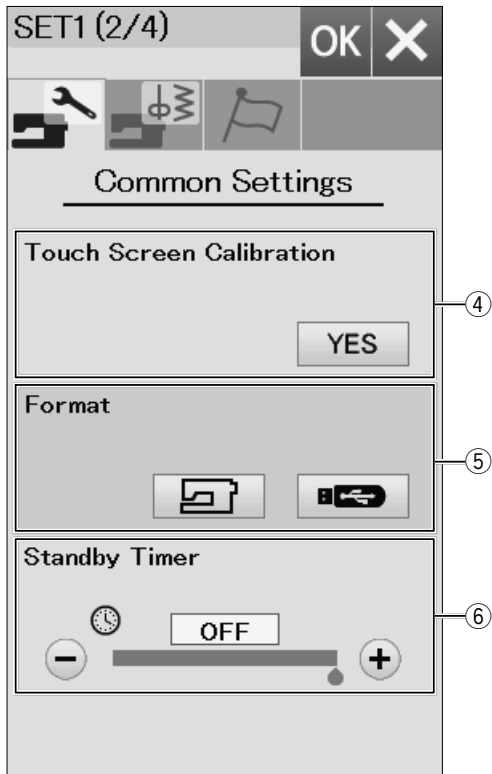 SET1 (2/4)
OK
Common Settings
Touch Screen Calibration
YES
④
Format
⑤
Standby Timer
OFF
⑥